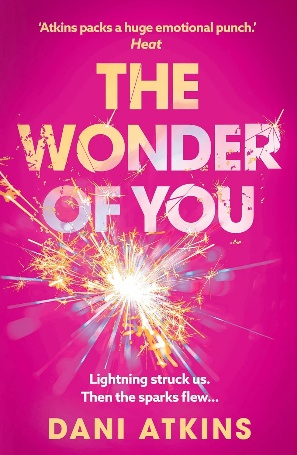 ‘Atkins packs a huge emotional punch.’
Heat
THE
WONDER
OF YOU
Lightning struck us.
Then the sparks flew...
DANI ATKINS